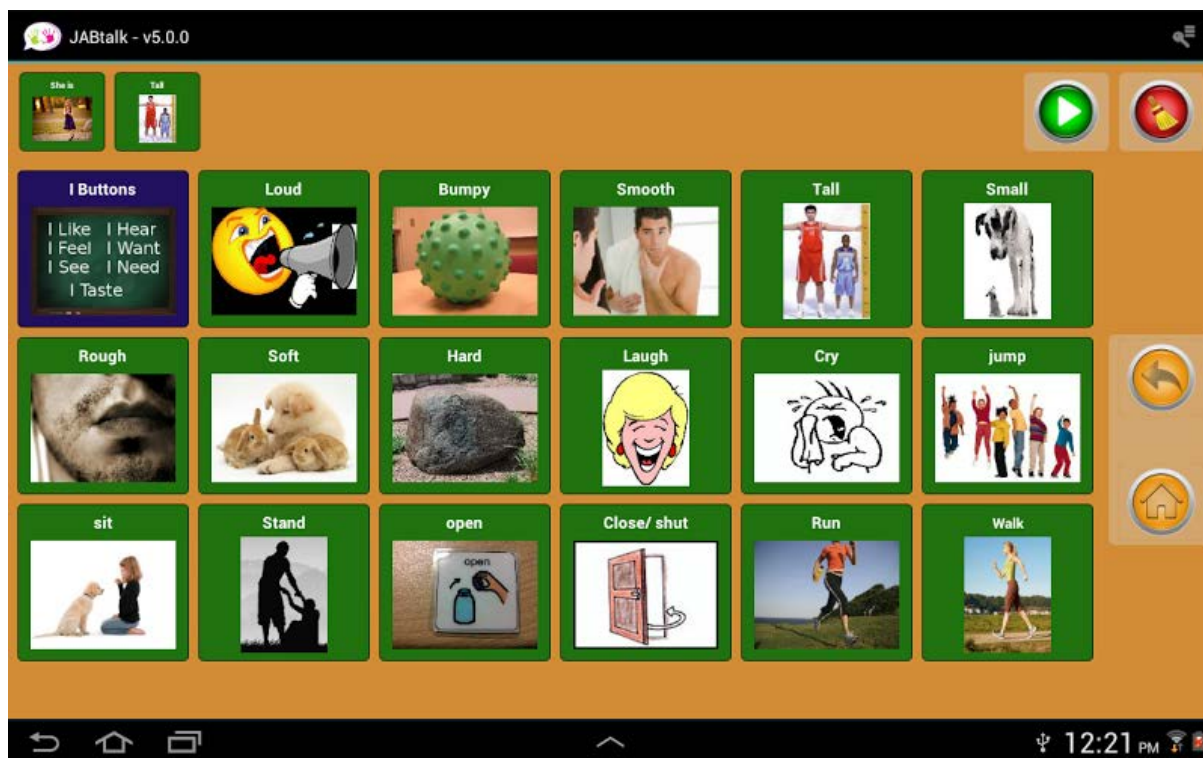 JABtalk - v5.0.0
She is
Tall
I Buttons
Loud
Bumpy
Smooth
Tall
Small
I Like I Hear
I Feel I Want
I See I Need
I Taste
Rough
Soft
Hard
Laugh
Cry
jump
sit
Stand
open
Close/ shut
Run
Walk
open
12:21 PM